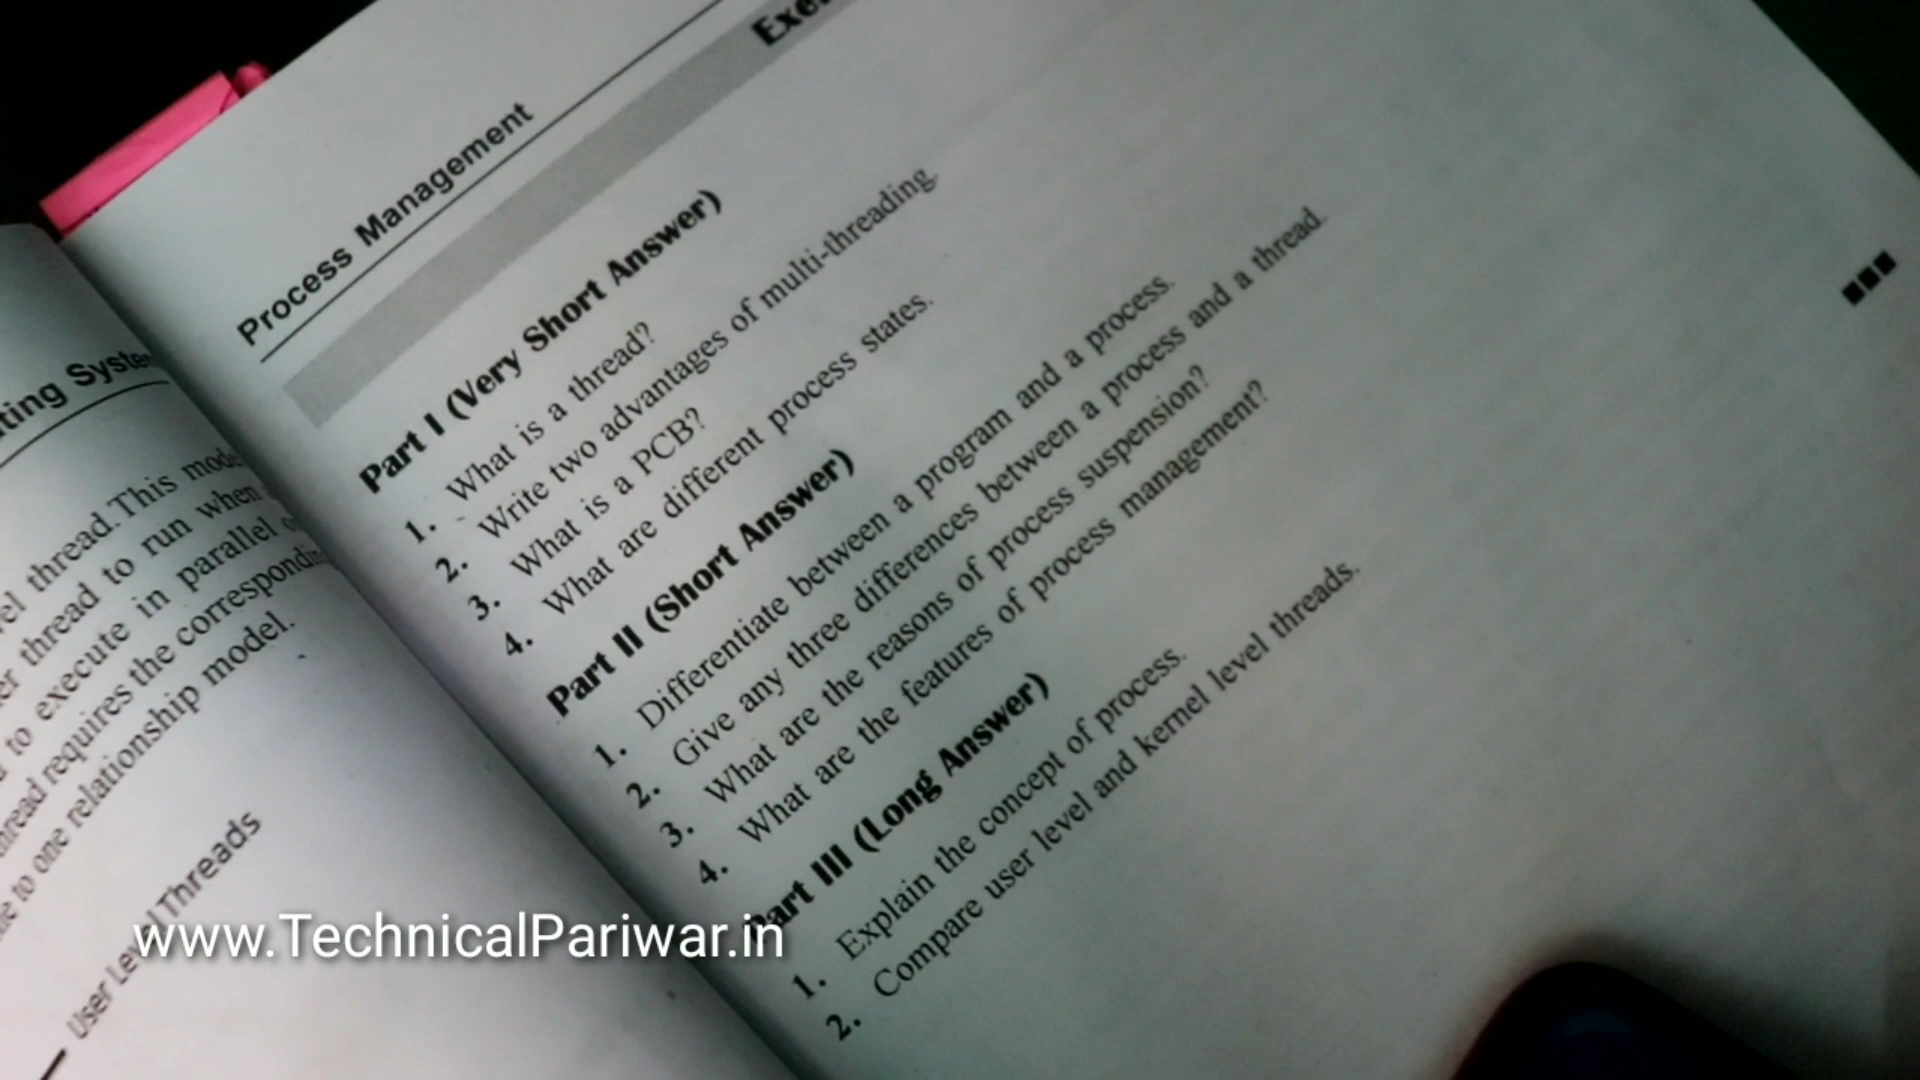 ting Syste
el thread. This mode
er thread to run when
to execute in parallel
thread requires the correspondin
e to one relationship model.
User Level Threads
Process Management
Exe
Part I (Very Short Answer)
1. What is a thread?
2. Write two advantages of multi-threading.
3. What is a PCB?
4. What are different process states.
Part II (Short Answer)
1. Differentiate between a program and a process.
2. Give any three differences between a process and a thread.
3. What are the reasons of process suspension?
4. What are the features of process management?
Part III (Long Answer)
1. Explain the concept of process.
2. Compare user level and kernel level threads.
www.TechnicalPariwar.in